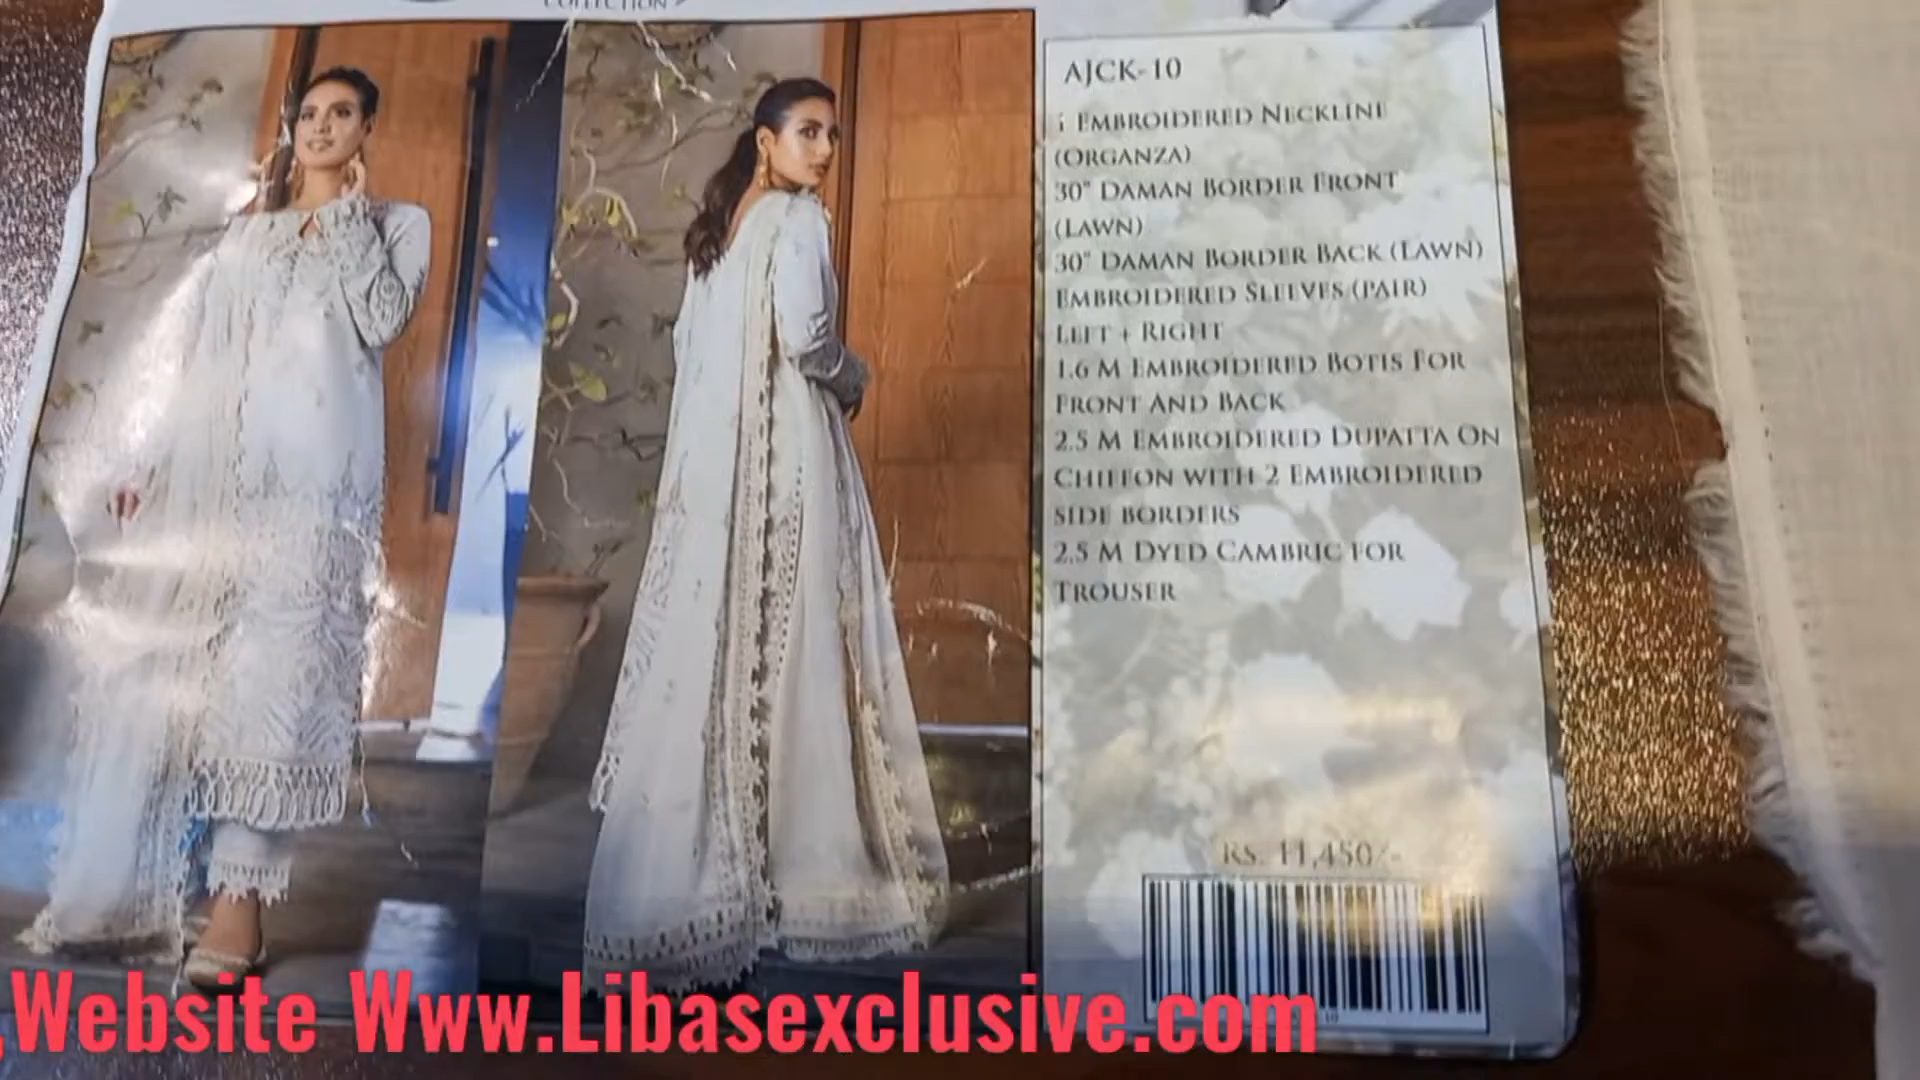 COLLECTION
AJCK-10
1 EMBROIDERED NECKLINE
(ORGANZA)
30" DAMAN BORDER FRONT
(LAWN)
30" DAMAN BORDER BACK (LAWN)
EMBROIDERED SLEEVES (PAIR)
LEFT + RIGHT
1.6 M EMBROIDERED BOTIS FOR
FRONT AND BACK
2.5 M EMBROIDERED DUPATTA ON
CHIFFON WITH 2 EMBROIDERED
SIDE BORDERS
2.5 M DYED CAMBRIC FOR
TROUSER
RS. 11,450/-
,Website Www.Libasexclusive.com